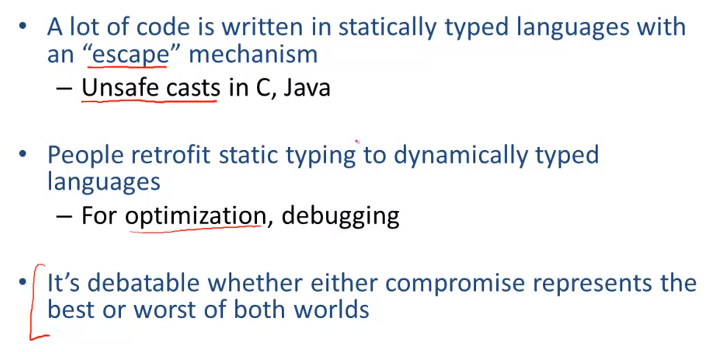 • A lot of code is written in statically typed languages with
an “escape” mechanism
– Unsafe casts in C, Java
• People retrofit static typing to dynamically typed
languages
– For optimization, debugging
• It’s debatable whether either compromise represents the
best or worst of both worlds